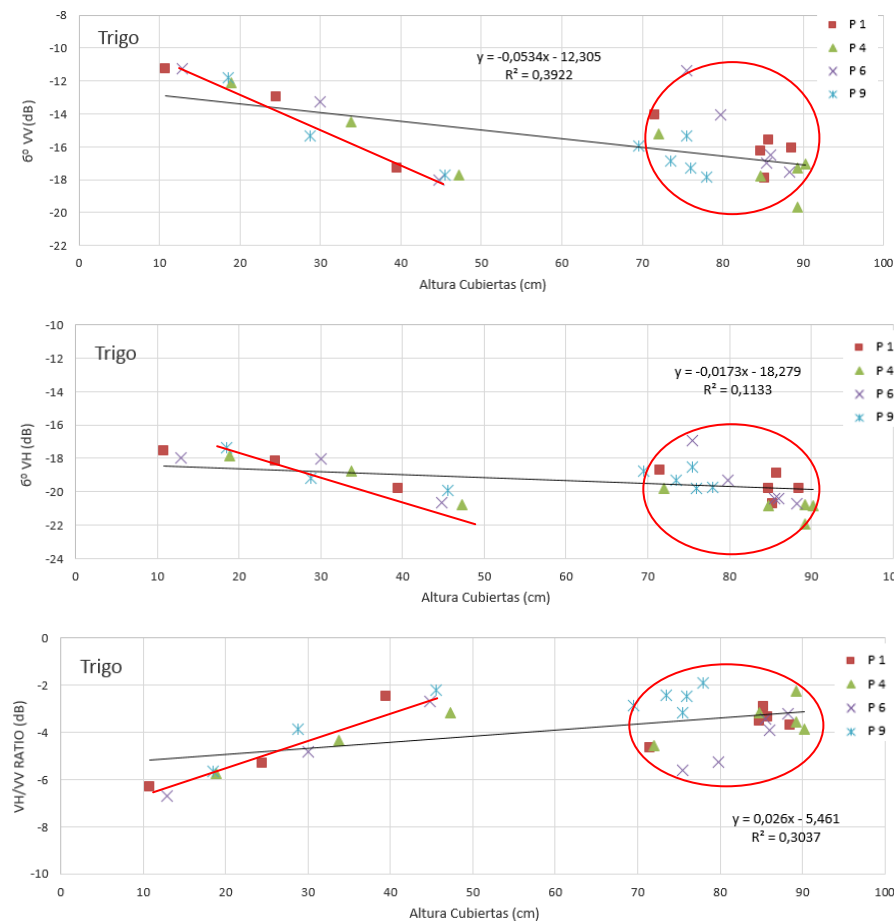 Trigo
P 1
P 4
P 6
P 9
y = -0,0534x - 12,305
R² = 0,3922
6º VV (dB)
-8
-10
-12
-14
-16
-18
-20
-22
0 10 20 30 40 50 60 70 80 90 100
Altura Cubiertas (cm)
Trigo
P 1
P 4
P 6
P 9
y = -0,0173x - 18,279
R² = 0,1133
6º VH (dB)
-10
-12
-14
-16
-18
-20
-22
-24
0 10 20 30 40 50 60 70 80 90 10
Altura Cubiertas (cm)
Trigo
P 1
P 4
P 6
P 9
VH/VV RATIO (dB)
0
-2
-4
-6
-8
-10
y = 0,026x - 5,461
R² = 0,3037
0 10 20 30 40 50 60 70 80 90 100
Altura Cubiertas (cm)